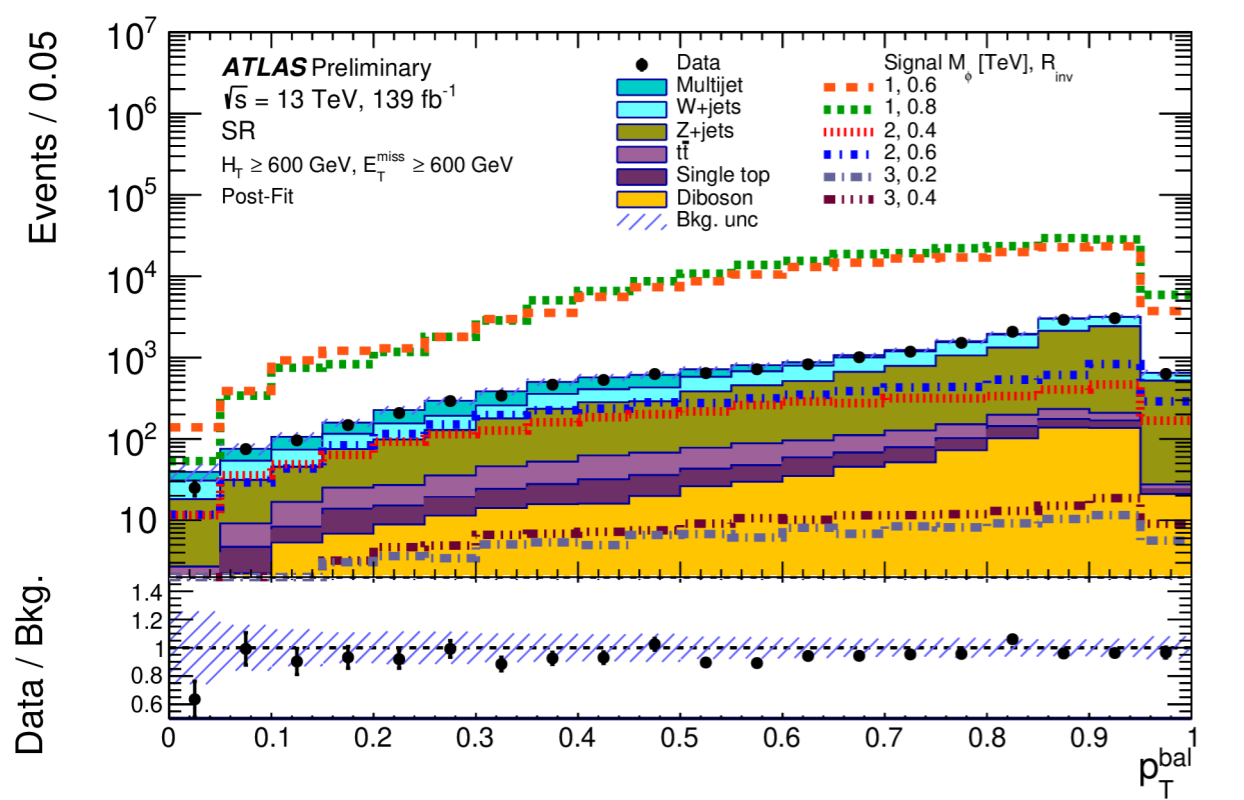 Events / 0.05
10⁷
10⁶
10⁵
10⁴
10³
10²
10
ATLAS Preliminary
√s = 13 TeV, 139 fb⁻¹
SR
H_T ≥ 600 GeV, E_T^miss ≥ 600 GeV
Post-Fit
Data
Multijet
W+jets
Z+jets
tt̄
Single top
Diboson
Bkg. unc
Signal M_ϕ [TeV], R_inv
1, 0.6
1, 0.8
2, 0.4
2, 0.6
3, 0.2
3, 0.4
Data / Bkg.
1.4
1.2
1
0.8
0.6
0 0.1 0.2 0.3 0.4 0.5 0.6 0.7 0.8 0.9 1
p_T^bal